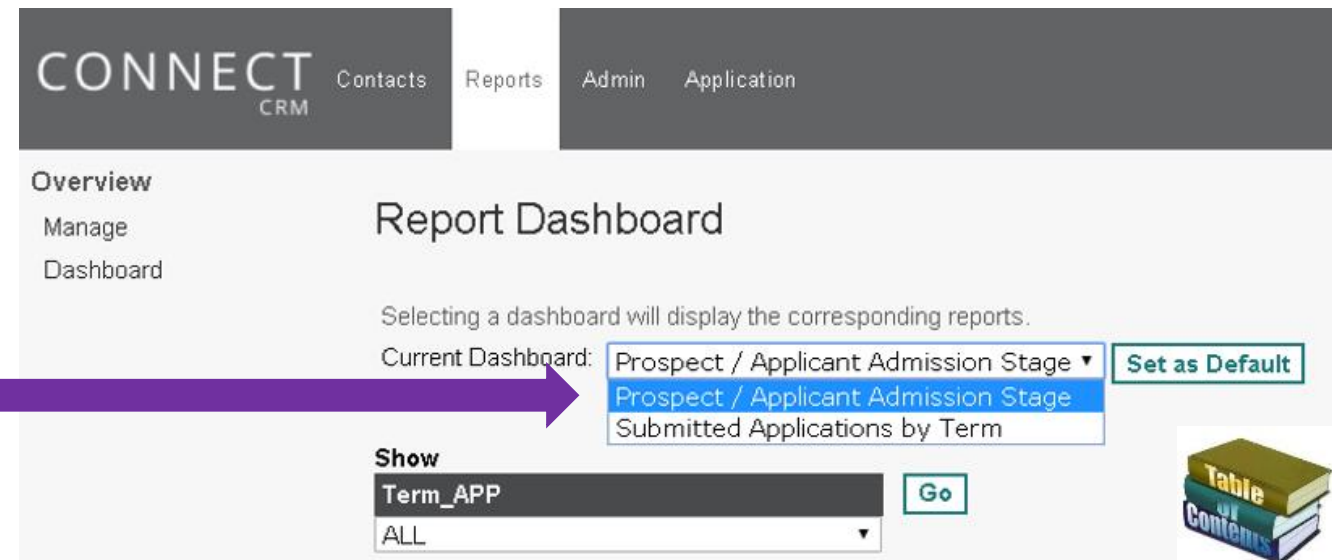 CONNECT
CRM
Contacts Reports Admin Application
Overview
Manage
Dashboard
Report Dashboard
Selecting a dashboard will display the corresponding reports.
Current Dashboard: Prospect / Applicant Admission Stage Set as Default
Prospect / Applicant Admission Stage
Submitted Applications by Term
Show
Term_APP Go
ALL
Table
of
Contents